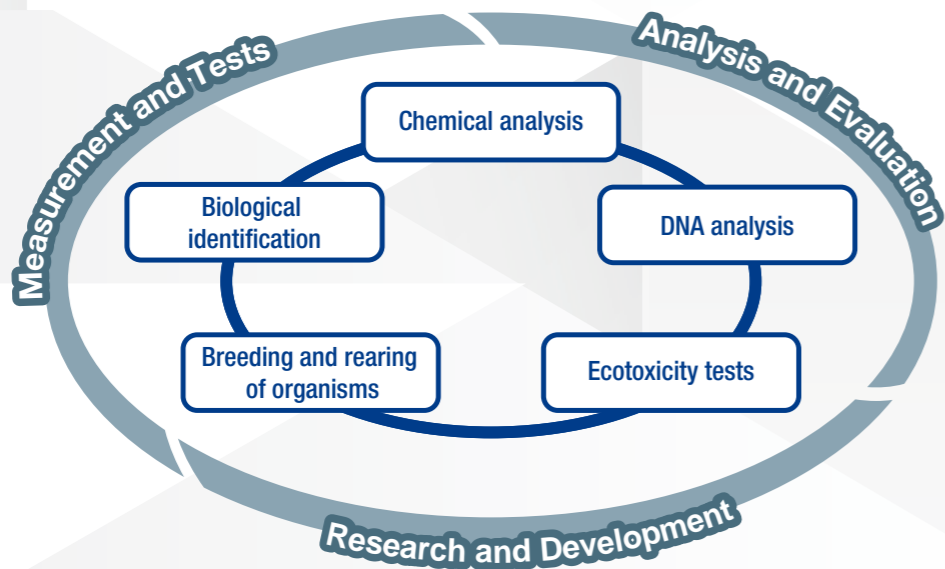 Measurement and Tests
Analysis and Evaluation
Chemical analysis
Biological
identification
DNA analysis
Breeding and rearing
of organisms
Ecotoxicity tests
Research and Development